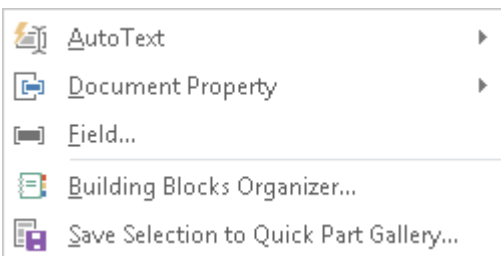 AutoText
Document Property
Field...
Building Blocks Organizer...
Save Selection to Quick Part Gallery...